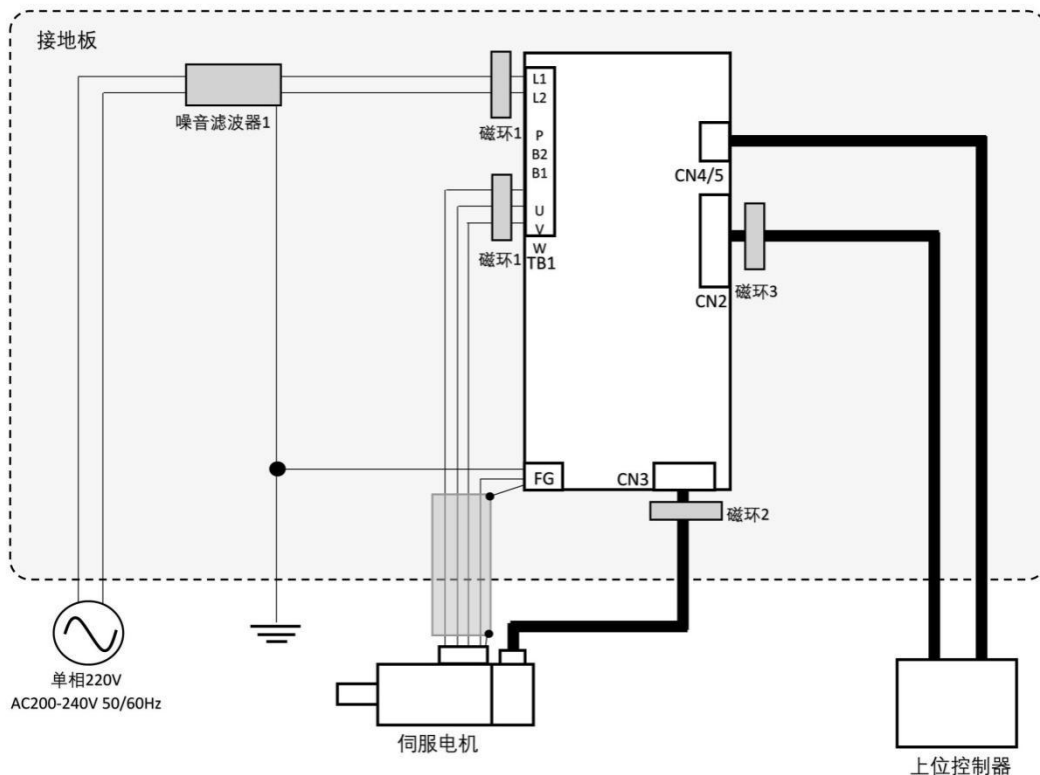 接地板
噪音滤波器1
磁环1
L1
L2
P
B2
B1
U
V
W
TB1
磁环1
CN4/5
CN2
磁环3
FG
CN3
磁环2
单相220V
AC200-240V 50/60Hz
伺服电机
上位控制器